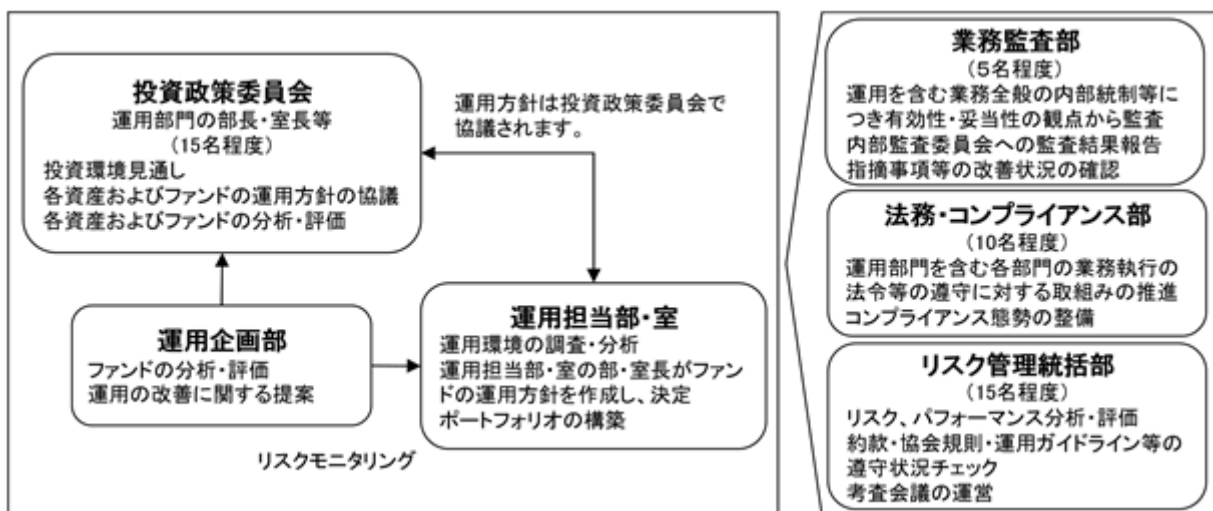 投資政策委員会
運用部門の部長・室長等
(15名程度)
投資環境見通し
各資産およびファンドの運用方針の協議
各資産およびファンドの分析・評価
運用方針は投資政策委員会で
協議されます。
運用企画部
ファンドの分析・評価
運用の改善に関する提案
運用担当部・室
運用環境の調査・分析
運用担当部・室の部・室長がファン
ドの運用方針を作成し、決定
ポートフォリオの構築
リスクモニタリング
業務監査部
(5名程度)
運用を含む業務全般の内部統制等に
つき有効性・妥当性の観点から監査
内部監査委員会への監査結果報告
指摘事項等の改善状況の確認
法務・コンプライアンス部
(10名程度)
運用部門を含む各部門の業務執行の
法令等の遵守に対する取組みの推進
コンプライアンス態勢の整備
リスク管理統括部
(15名程度)
リスク、パフォーマンス分析・評価
約款・協会規則・運用ガイドライン等の
遵守状況チェック
考査会議の運営